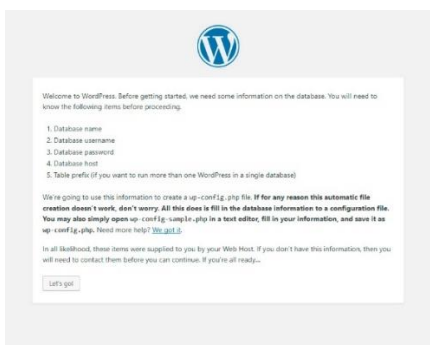 Welcome to WordPress. Before getting started, we need some information on the database. You will need to
know the following items before proceeding.
1. Database name
2. Database username
3. Database password
4. Database host
5. Table prefix (if you want to run more than one WordPress in a single database)
We're going to use this information to create a wp-config.php file. If for any reason this automatic file
creation doesn't work, don't worry. All this does is fill in the database information to a configuration file.
You may also simply open wp-config-sample.php in a text editor, fill in your information, and save it as
wp-config.php. Need more help? We got it.
In all likelihood, these items were supplied to you by your Web Host. If you don't have this information, then you
will need to contact them before you can continue. If you're all ready...
Let's go!